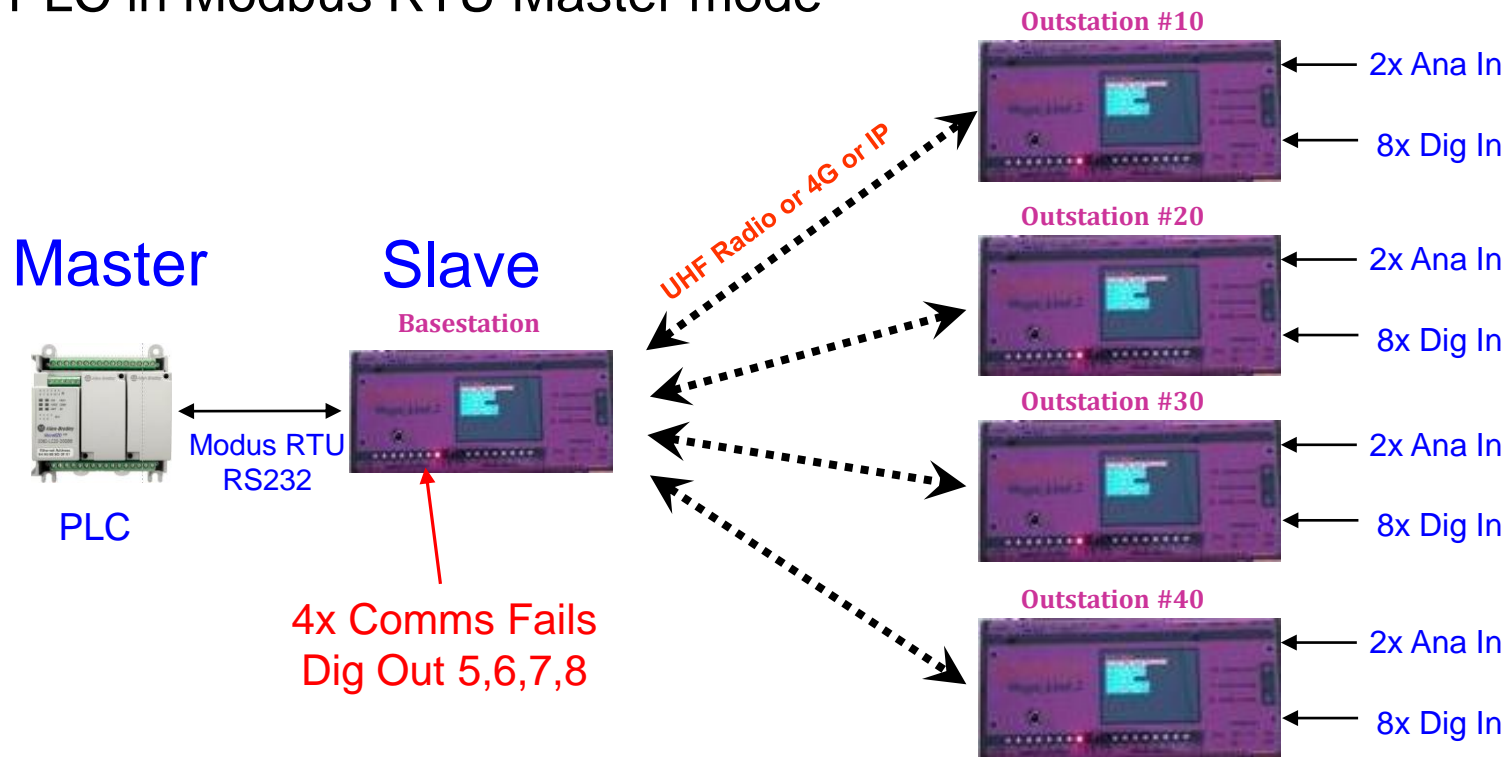 PLC in Modbus RTU Master mode
Outstation #10
2x Ana In
8x Dig In
UHF Radio or 4G or IP
Outstation #20
2x Ana In
8x Dig In
Master
Slave
Basestation
Modus RTU
RS232
PLC
Outstation #30
2x Ana In
8x Dig In
4x Comms Fails
Dig Out 5,6,7,8
Outstation #40
2x Ana In
8x Dig In